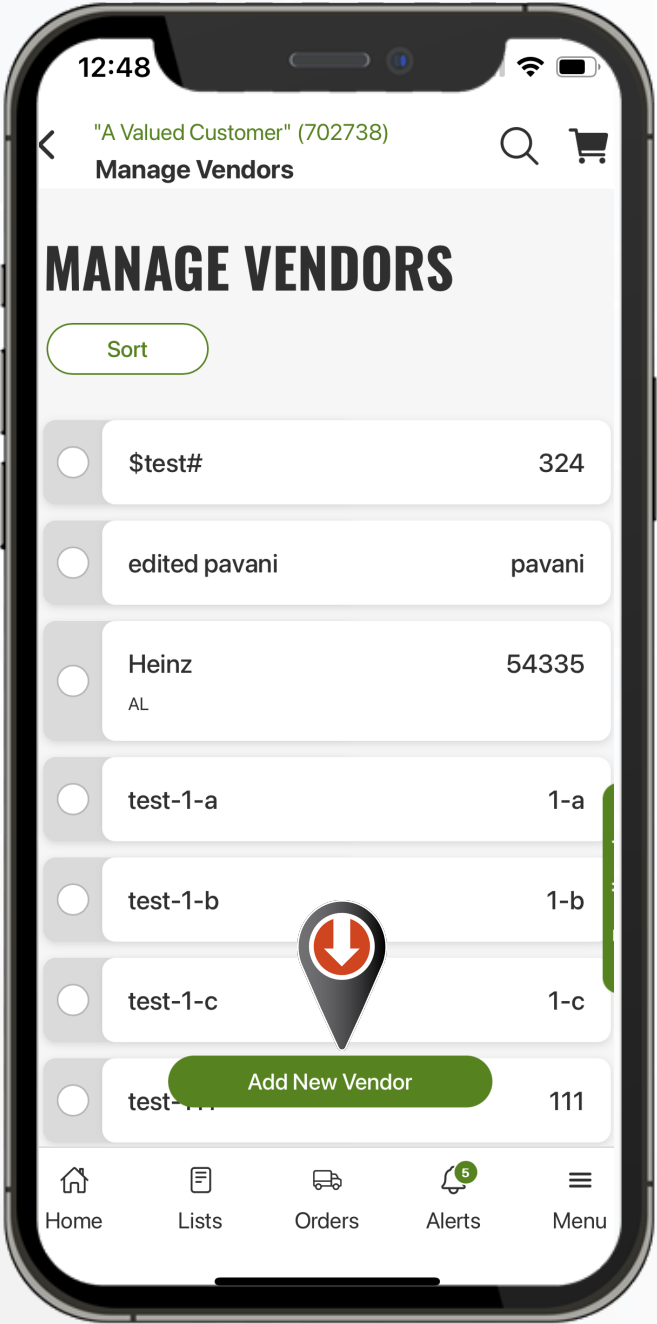 12:48
"A Valued Customer" (702738)
Manage Vendors
MANAGE VENDORS
Sort
$test# 324
edited pavani pavani
Heinz 54335
AL
test-1-a 1-a
test-1-b 1-b
test-1-c 1-c
Add New Vendor
111
5
Home Lists Orders Alerts Menu